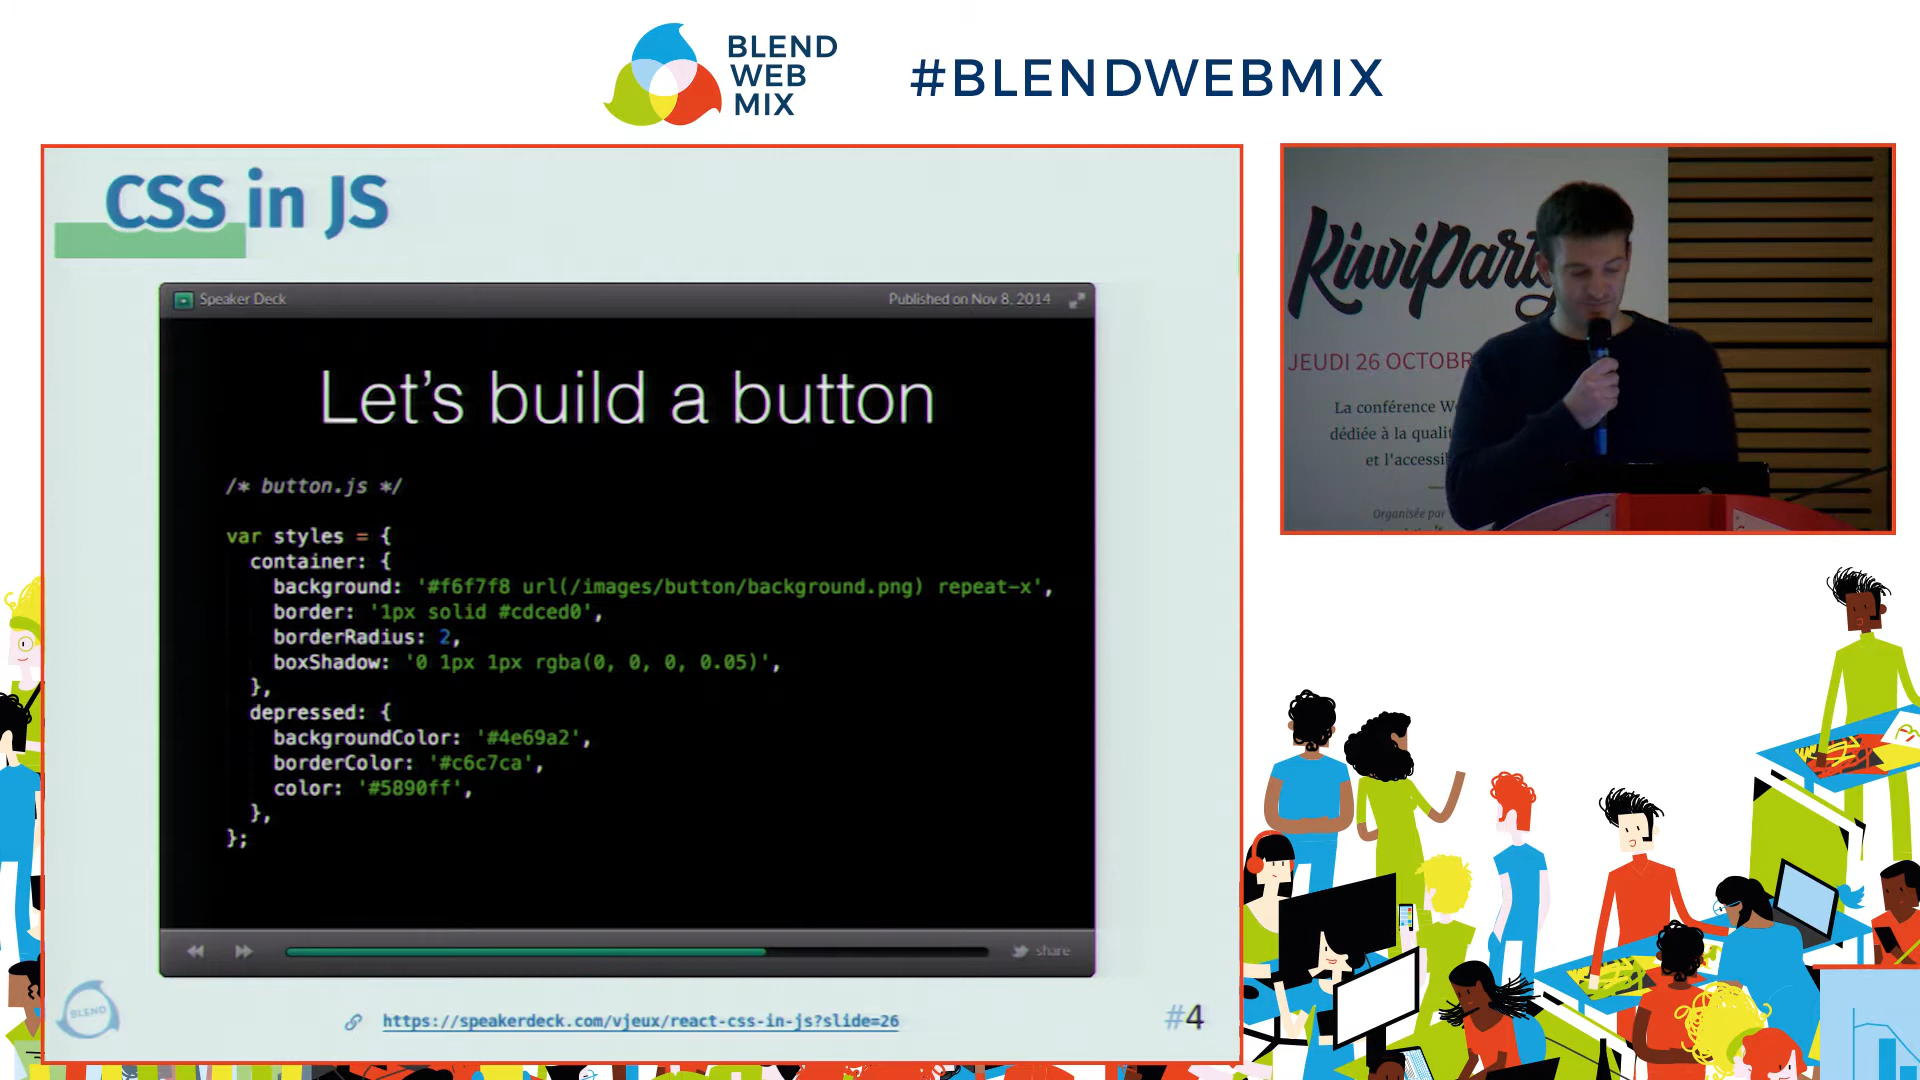 BLEND
WEB
MIX
#BLENDWEBMIX
CSS in JS
Speaker Deck
Published on Nov 8, 2014
Let's build a button
/* button.js */
var styles = {
container: {
background: '#f6f7f8 url(/images/button/background.png) repeat-x',
border: '1px solid #cdced0',
borderRadius: 2,
boxShadow: '0 1px 1px rgba(0, 0, 0, 0.05)',
},
depressed: {
backgroundColor: '#4e69a2',
borderColor: '#c6c7ca',
color: '#5890ff',
},
};
share
BLEND
https://speakerdeck.com/vjeux/react-css-in-js?slide=26
#4
KiwiParty
JEUDI 26 OCTOBR
La conférence W
dédiée à la qualit
et l'accessi
Organisée par